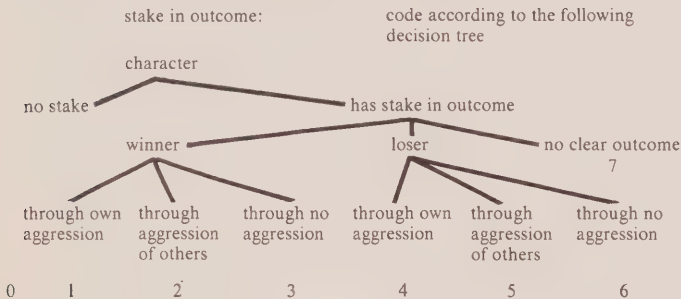 stake in outcome: code according to the following
decision tree
character
no stake has stake in outcome
winner loser no clear outcome
7
through own through through no through own through through no
aggression aggression aggression aggression aggression aggression
of others of others
0 1 2 3 4 5 6